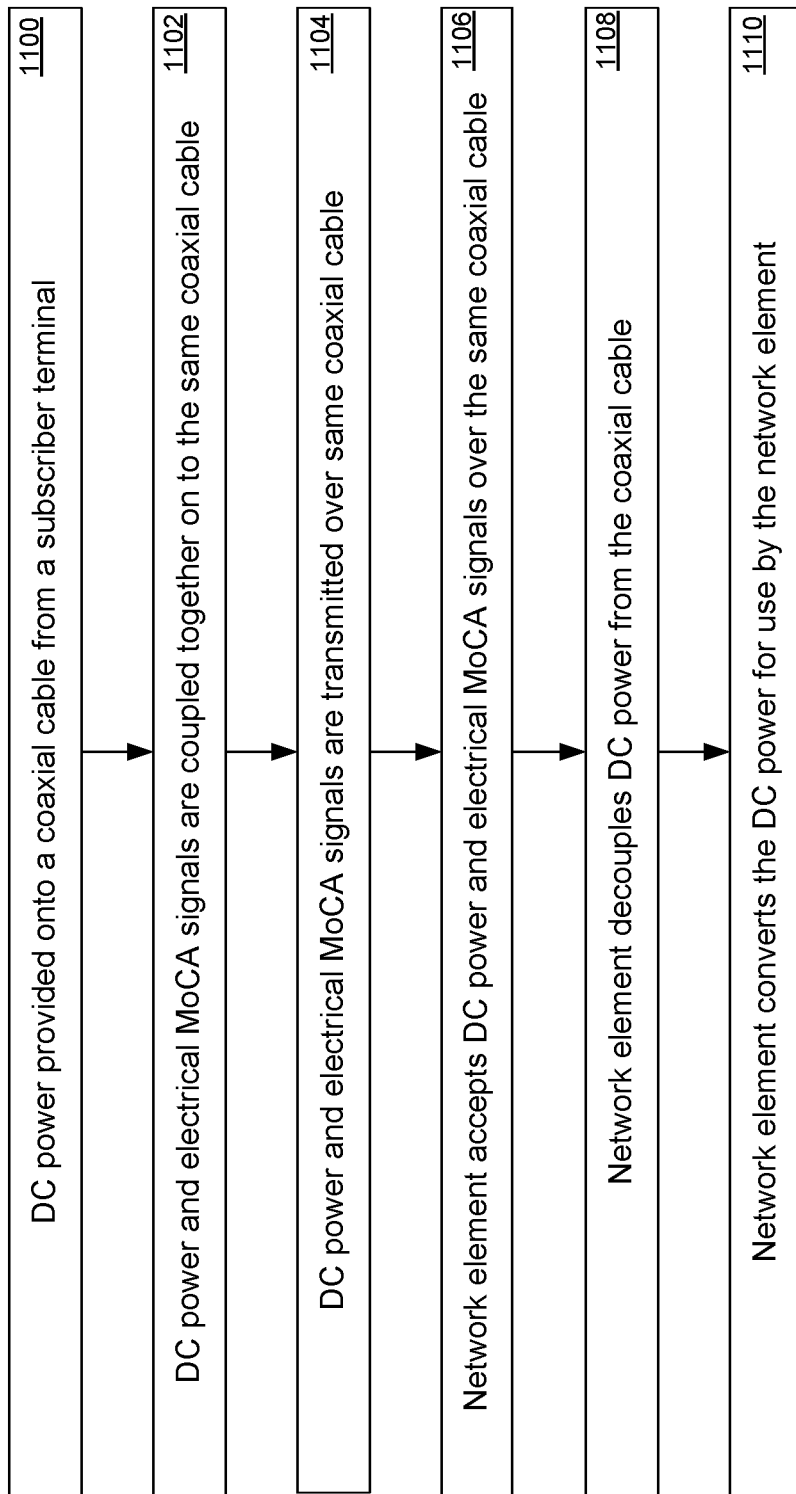 DC power provided onto a coaxial cable from a subscriber terminal
1100
DC power and electrical MoCA signals are coupled together on to the same coaxial cable
1102
DC power and electrical MoCA signals are transmitted over same coaxial cable
1104
Network element accepts DC power and electrical MoCA signals over the same coaxial cable
1106
Network element decouples DC power from the coaxial cable
1108
Network element converts the DC power for use by the network element
1110